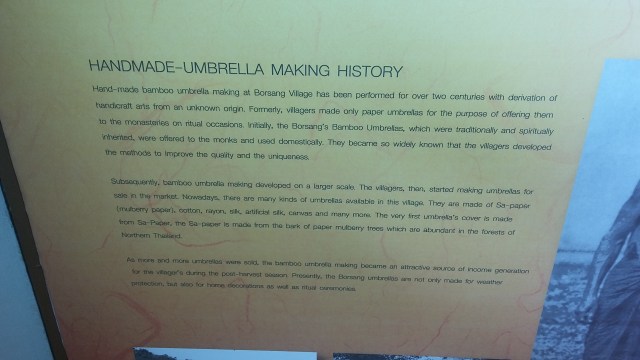 HANDMADE-UMBRELLA MAKING HISTORY
Hand-made bamboo umbrella making at Borsang Village has been performed for over two centuries with derivation of
handicraft arts from an unknown origin. Formerly, villagers made only paper umbrellas for the purpose of offering them
to the monasteries on ritual occasions. Initially, the Borsang's Bamboo Umbrellas, which were traditionally and spiritually
inherited, were offered to the monks and used domestically. They became so widely known that the villagers developed
the methods to improve the quality and the uniqueness.
Subsequently, bamboo umbrella making developed on a larger scale. The villagers, then, started making umbrellas for
sale in the market. Nowadays, there are many kinds of umbrellas available in this village. They are made of Sa-paper
(mulberry paper), cotton, rayon, silk, artificial silk, canvas and many more. The very first umbrella's cover is made
from Sa-Paper, the Sa-paper is made from the bark of paper mulberry trees which are abundant in the forests of
Northern Thailand.
As more and more umbrellas were sold, the bamboo umbrella making became an attractive source of income generation
for the villager's during the post-harvest season. Presently, the Borsang umbrellas are not only made for weather
protection, but also for home decorations as well as ritual ceremonies.